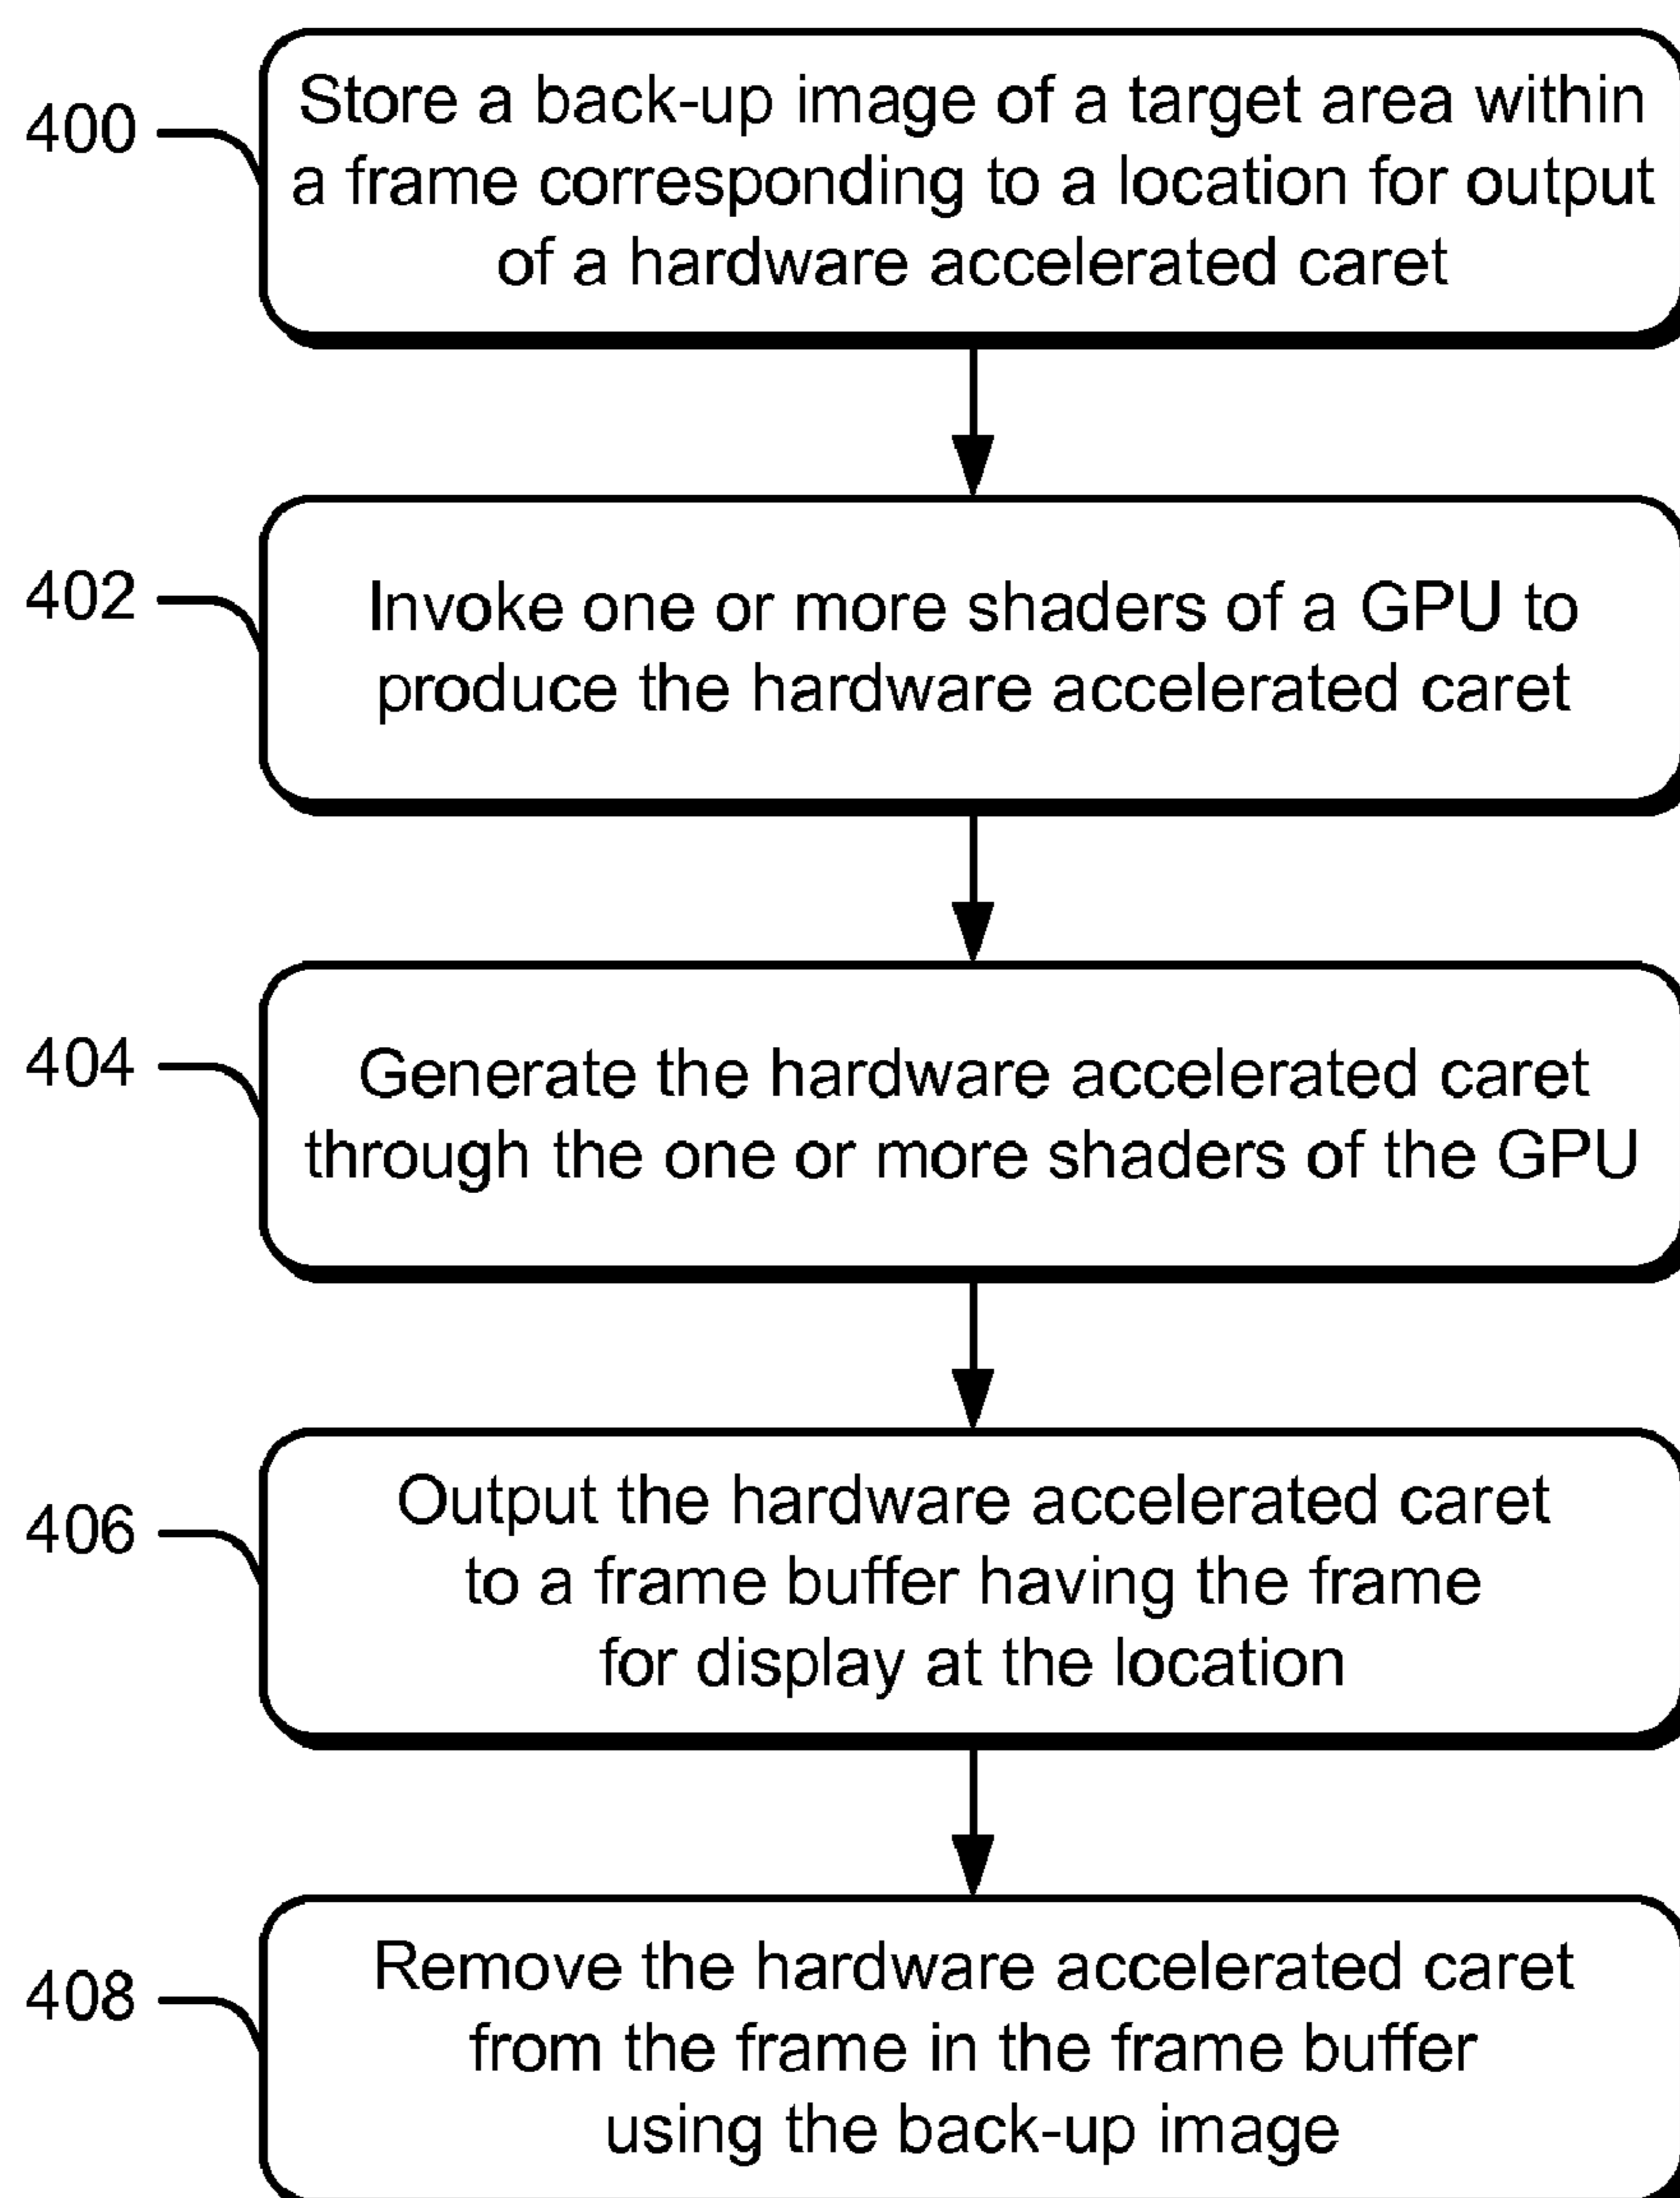 400
Store a back-up image of a target area within
a frame corresponding to a location for output
of a hardware accelerated caret
402
Invoke one or more shaders of a GPU to
produce the hardware accelerated caret
404
Generate the hardware accelerated caret
through the one or more shaders of the GPU
406
Output the hardware accelerated caret
to a frame buffer having the frame
for display at the location
408
Remove the hardware accelerated caret
from the frame in the frame buffer
using the back-up image